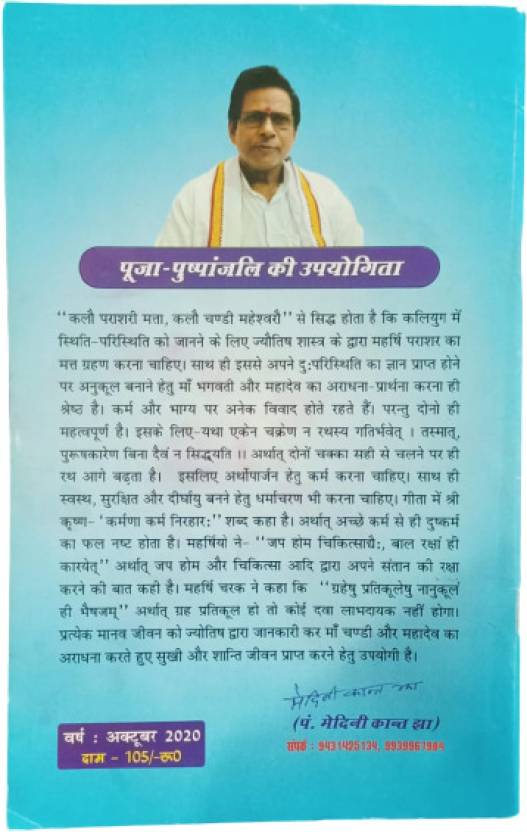 पूजा-पुष्पांजलि की उपयोगिता
‘‘कलौ पराशरी मता, कलौ चण्डी महेश्वरौ’’ से सिद्ध होता है कि कलियुग में
स्थिति-परिस्थिति को जानने के लिए ज्यौतिष शास्त्र के द्वारा महर्षि पराशर का
मत्त ग्रहण करना चाहिए। साथ ही इससे अपने दु:परिस्थिति का ज्ञान प्राप्त होने
पर अनुकूल बनाने हेतु माँ भगवती और महादेव का अराधना-प्रार्थना करना ही
श्रेष्ठ है। कर्म और भाग्य पर अनेक विवाद होते रहते हैं। परन्तु दोनो ही
महत्वपूर्ण है। इसके लिए-यथा एकेन चक्रेण न रथस्य गतिर्भवेत् । तस्मात्,
पुरूषकारेण बिना दैवं न सिद्धयति ।। अर्थात् दोनों चक्का सही से चलने पर ही
रथ आगे बढ़ता है। इसलिए अर्थोपार्जन हेतु कर्म करना चाहिए। साथ ही
स्वस्थ, सुरक्षित और दीर्घायु बनने हेतु धर्माचरण भी करना चाहिए। गीता में श्री
कृष्ण- ‘कर्मणा कर्म निरहार:’’ शब्द कहा है। अर्थात् अच्छे कर्म से ही दुष्कर्म
का फल नष्ट होता है। महर्षियो ने- ‘‘जप होम चिकित्साद्यै:, बाल रक्षां ही
कारयेत्’’ अर्थात् जप होम और चिकित्सा आदि द्वारा अपने संतान की रक्षा
करने की बात कही है। महर्षि चरक ने कहा कि ‘‘ग्रहेषु प्रतिकूलेषु नानुकूलं
ही भैषजम्’’ अर्थात् ग्रह प्रतिकूल हो तो कोई दवा लाभदायक नहीं होगा।
प्रत्येक मानव जीवन को ज्योतिष द्वारा जानकारी कर माँ चण्डी और महादेव का
अराधना करते हुए सुखी और शान्ति जीवन प्राप्त करने हेतु उपयोगी है।
मेदिनी कान्त झा
(पं. मेदिनी कान्त झा)
संपर्क : 9431425134, 9939967904
वर्ष : अक्टूबर 2020
दाम - 105/-रू0